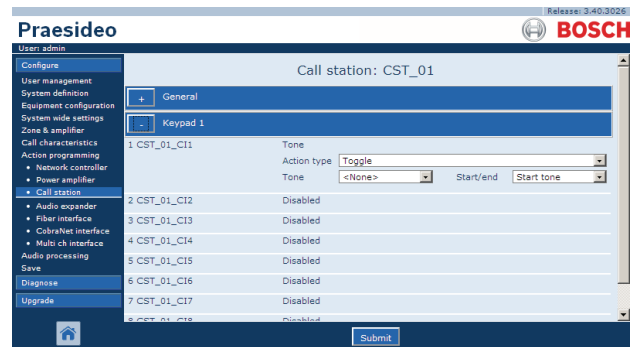 Release: 3.40.3026
Praesideo
BOSCH
User: admin
Configure
User management
System definition
Equipment configuration
System wide settings
Zone & amplifier
Call characteristics
Action programming
• Network controller
• Power amplifier
• Call station
• Audio expander
• Fiber interface
• CobraNet interface
• Multi ch interface
Audio processing
Save
Diagnose
Upgrade
Call station: CST_01
+ General
- Keypad 1
1 CST_01_CI1 Tone
Action type Toggle
Tone <None> Start/end Start tone
2 CST_01_CI2 Disabled
3 CST_01_CI3 Disabled
4 CST_01_CI4 Disabled
5 CST_01_CI5 Disabled
6 CST_01_CI6 Disabled
7 CST_01_CI7 Disabled
8 CST_01_CI8 Disabled
Submit